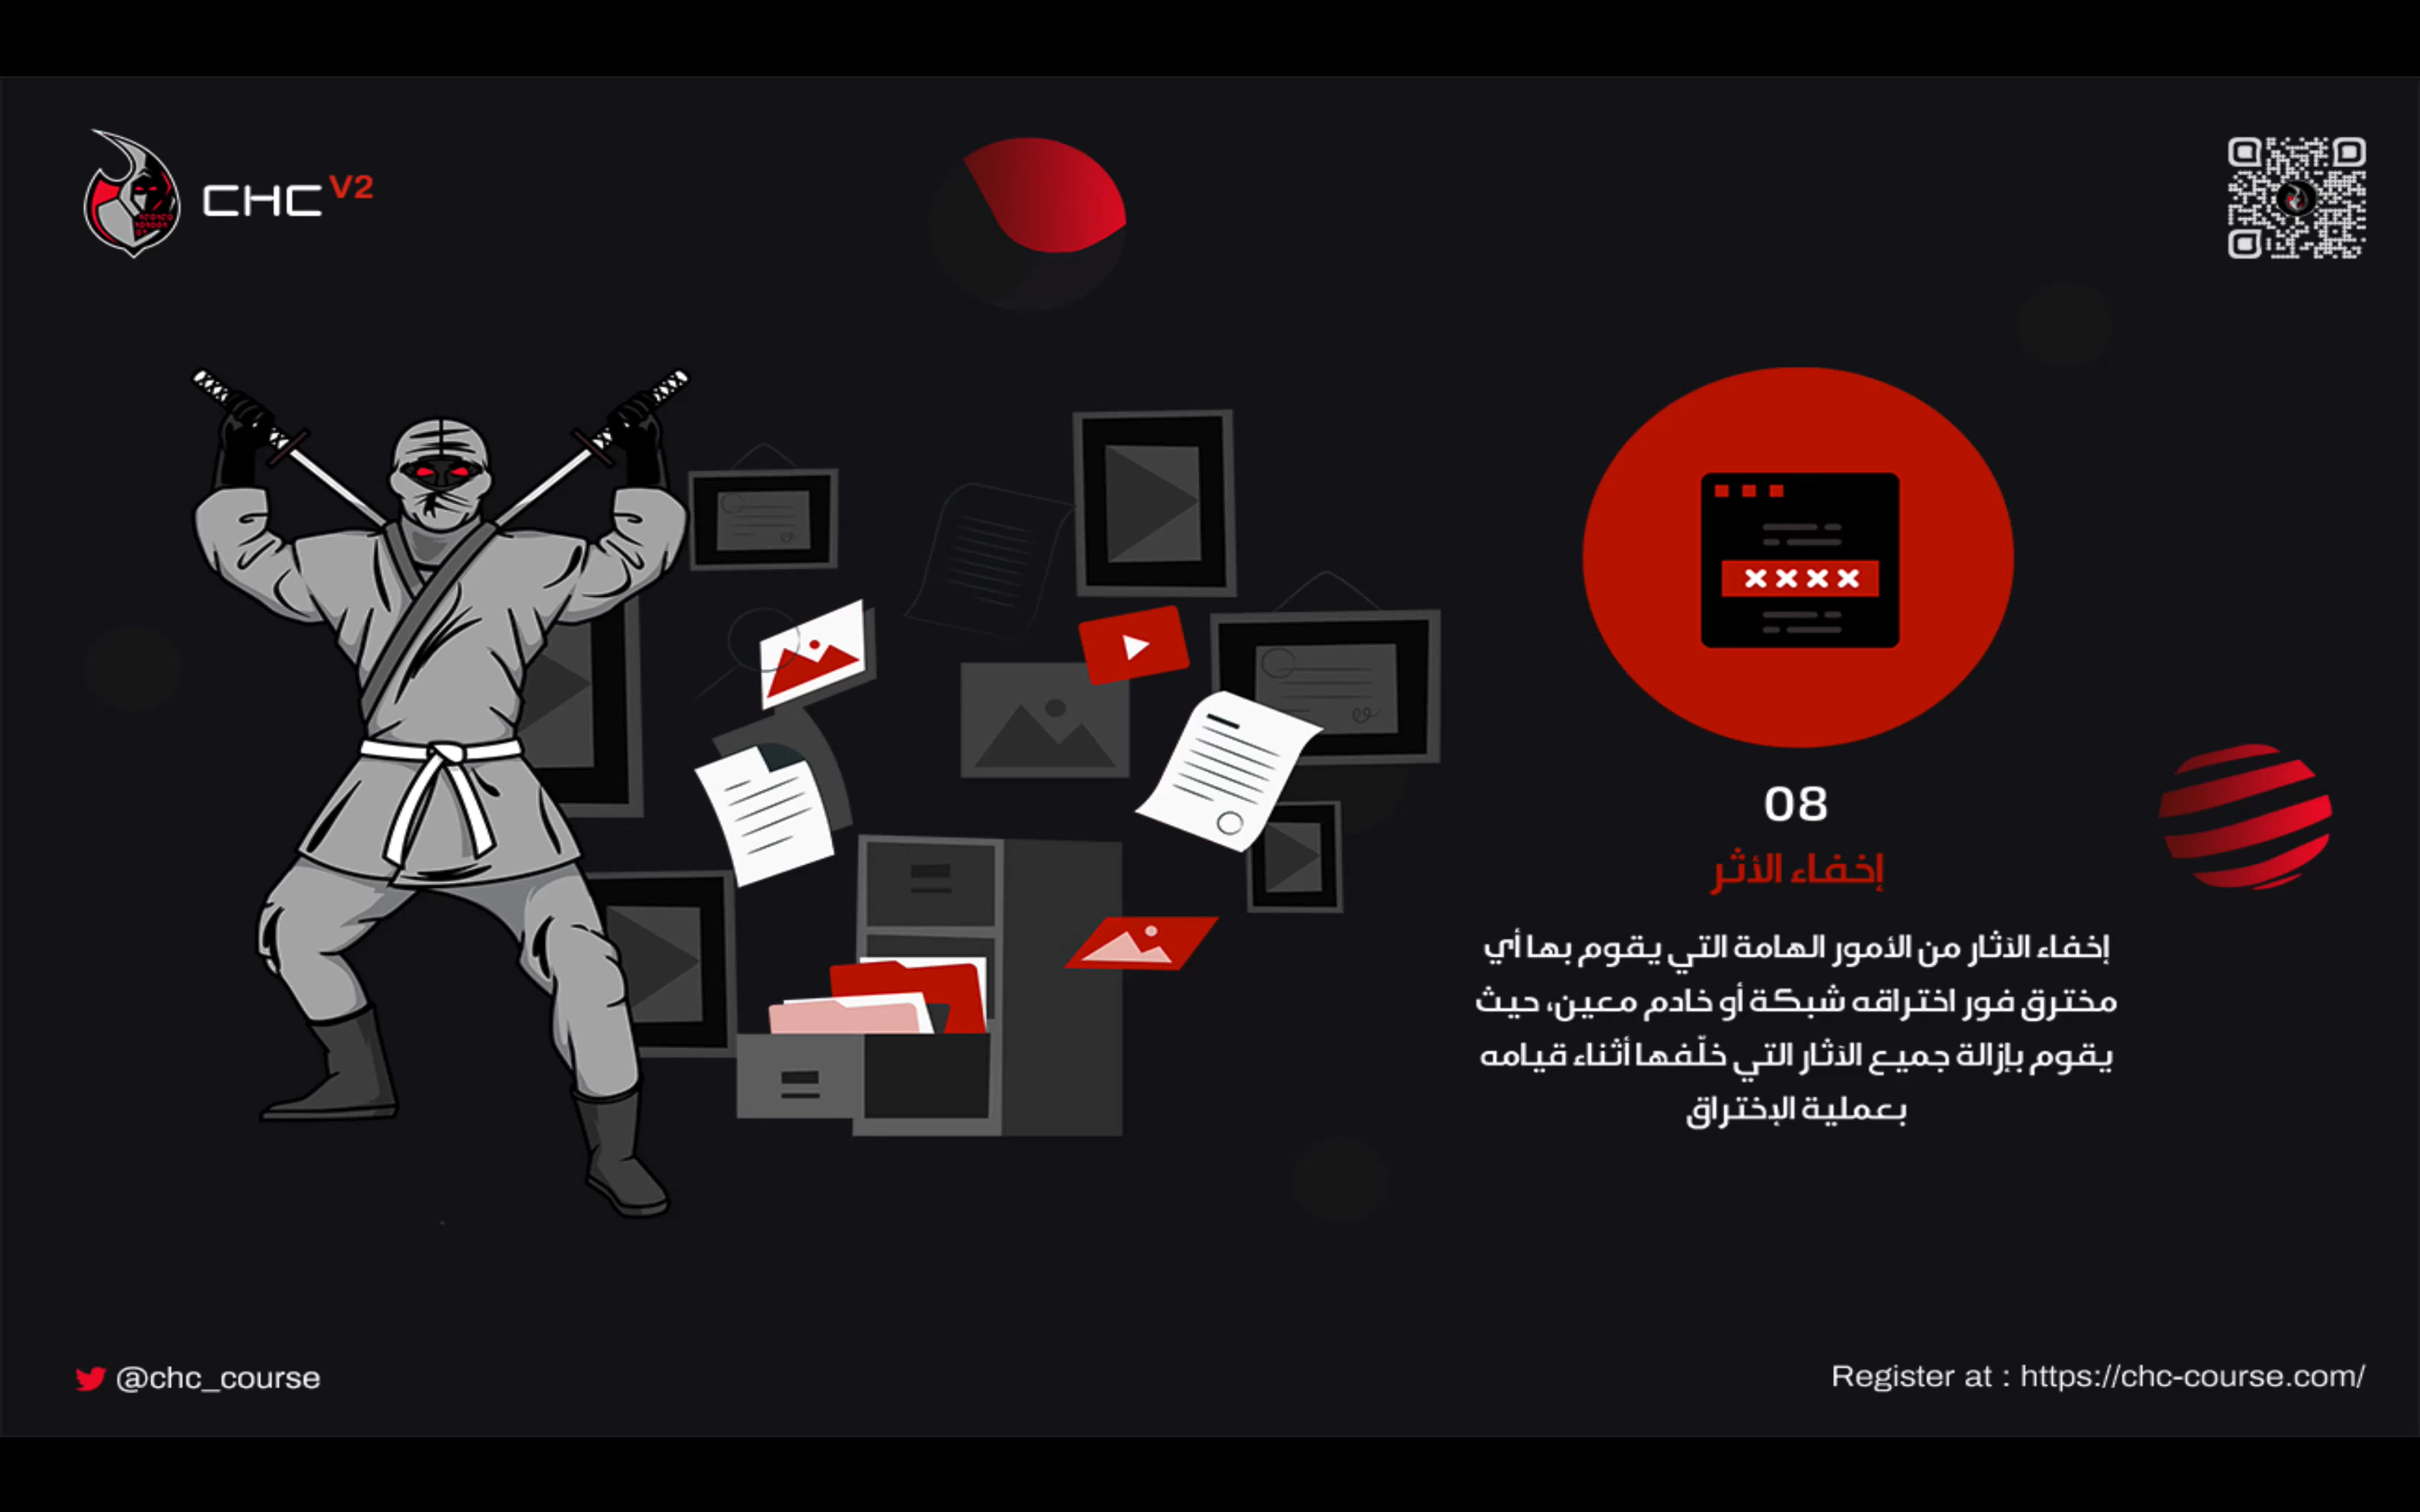 CHC V2
08
إخفاء الأثر
إخفاء الآثار من الأمور الهامة التي يقوم بها أي
مخترق فور اختراقه شبكة أو خادم معين، حيث
يقوم بإزالة جميع الآثار التي خلّفها أثناء قيامه
بعملية الإختراق
@chc_course
Register at : https://chc-course.com/